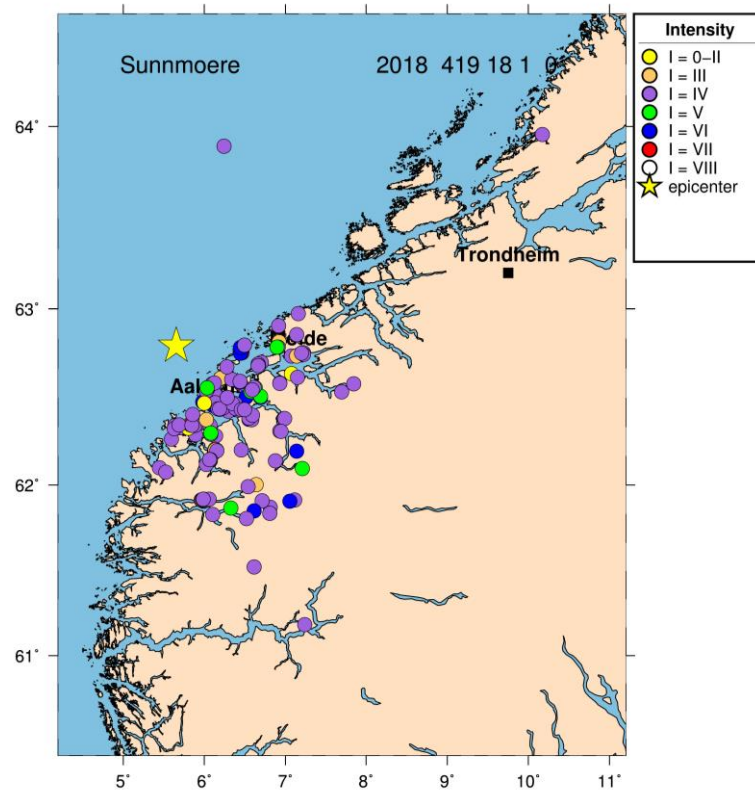 Sunnmoere 2018 419 18 1 0
Intensity
I = 0-II
I = III
I = IV
I = V
I = VI
I = VII
I = VIII
epicenter
64°
Trondheim
63°
62°
61°
5° 6° 7° 8° 9° 10° 11°